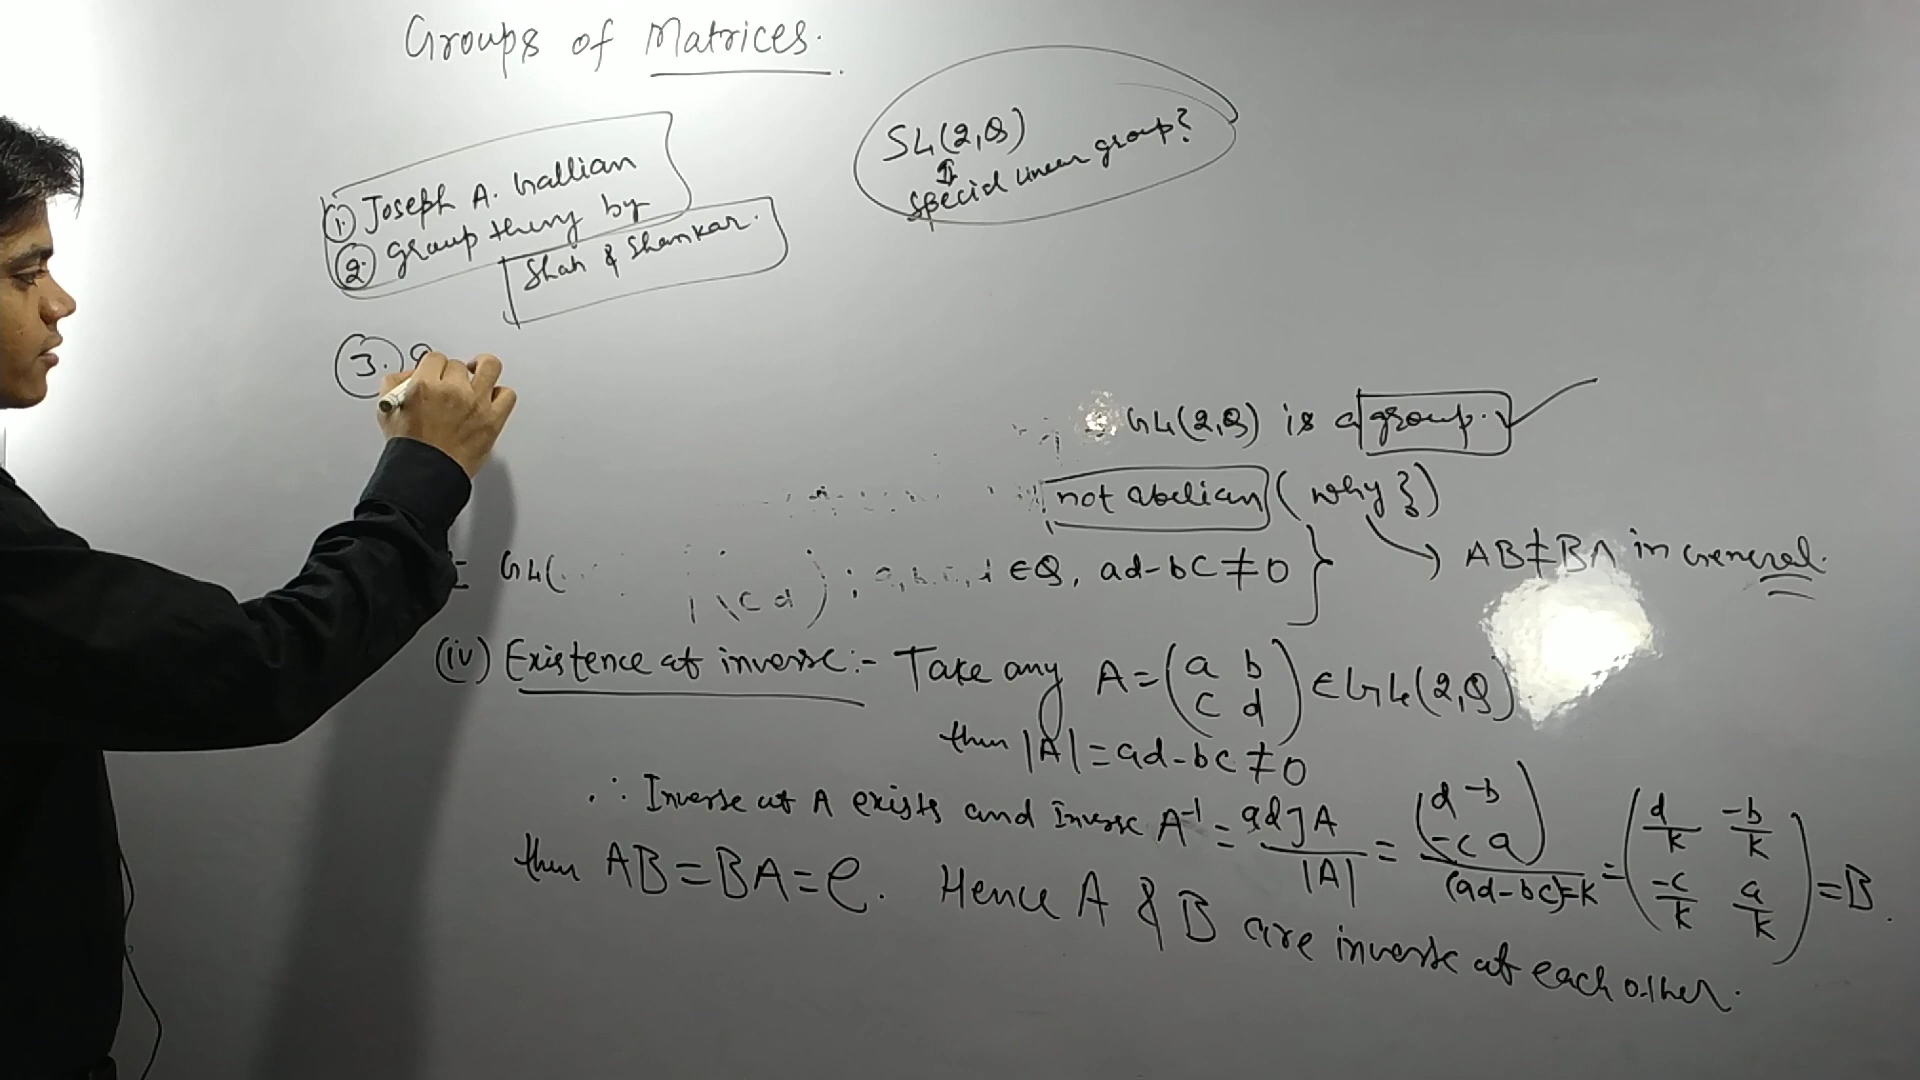 Groups of Matrices.
SL(2,Q)
special linear group?
1. Joseph A. Gallian
2. group theory by
Shah & Shankar.
3.
GL(2,Q) is a group.
not abelian (why?)
= GL( c d) ; a,b,c,d ∈ Q, ad-bc ≠ 0 }
AB ≠ BA in General.
(iv) Existence of inverse:- Take any A = (a b c d) ∈ GL(2,Q)
then |A| = ad-bc ≠ 0
∴ Inverse of A exists and Inverse A⁻¹ = adj A / |A| = (d -b -c a) / (ad-bc)=k = (d/k -b/k -c/k a/k) = B.
then AB = BA = e. Hence A & B are inverse of each other.